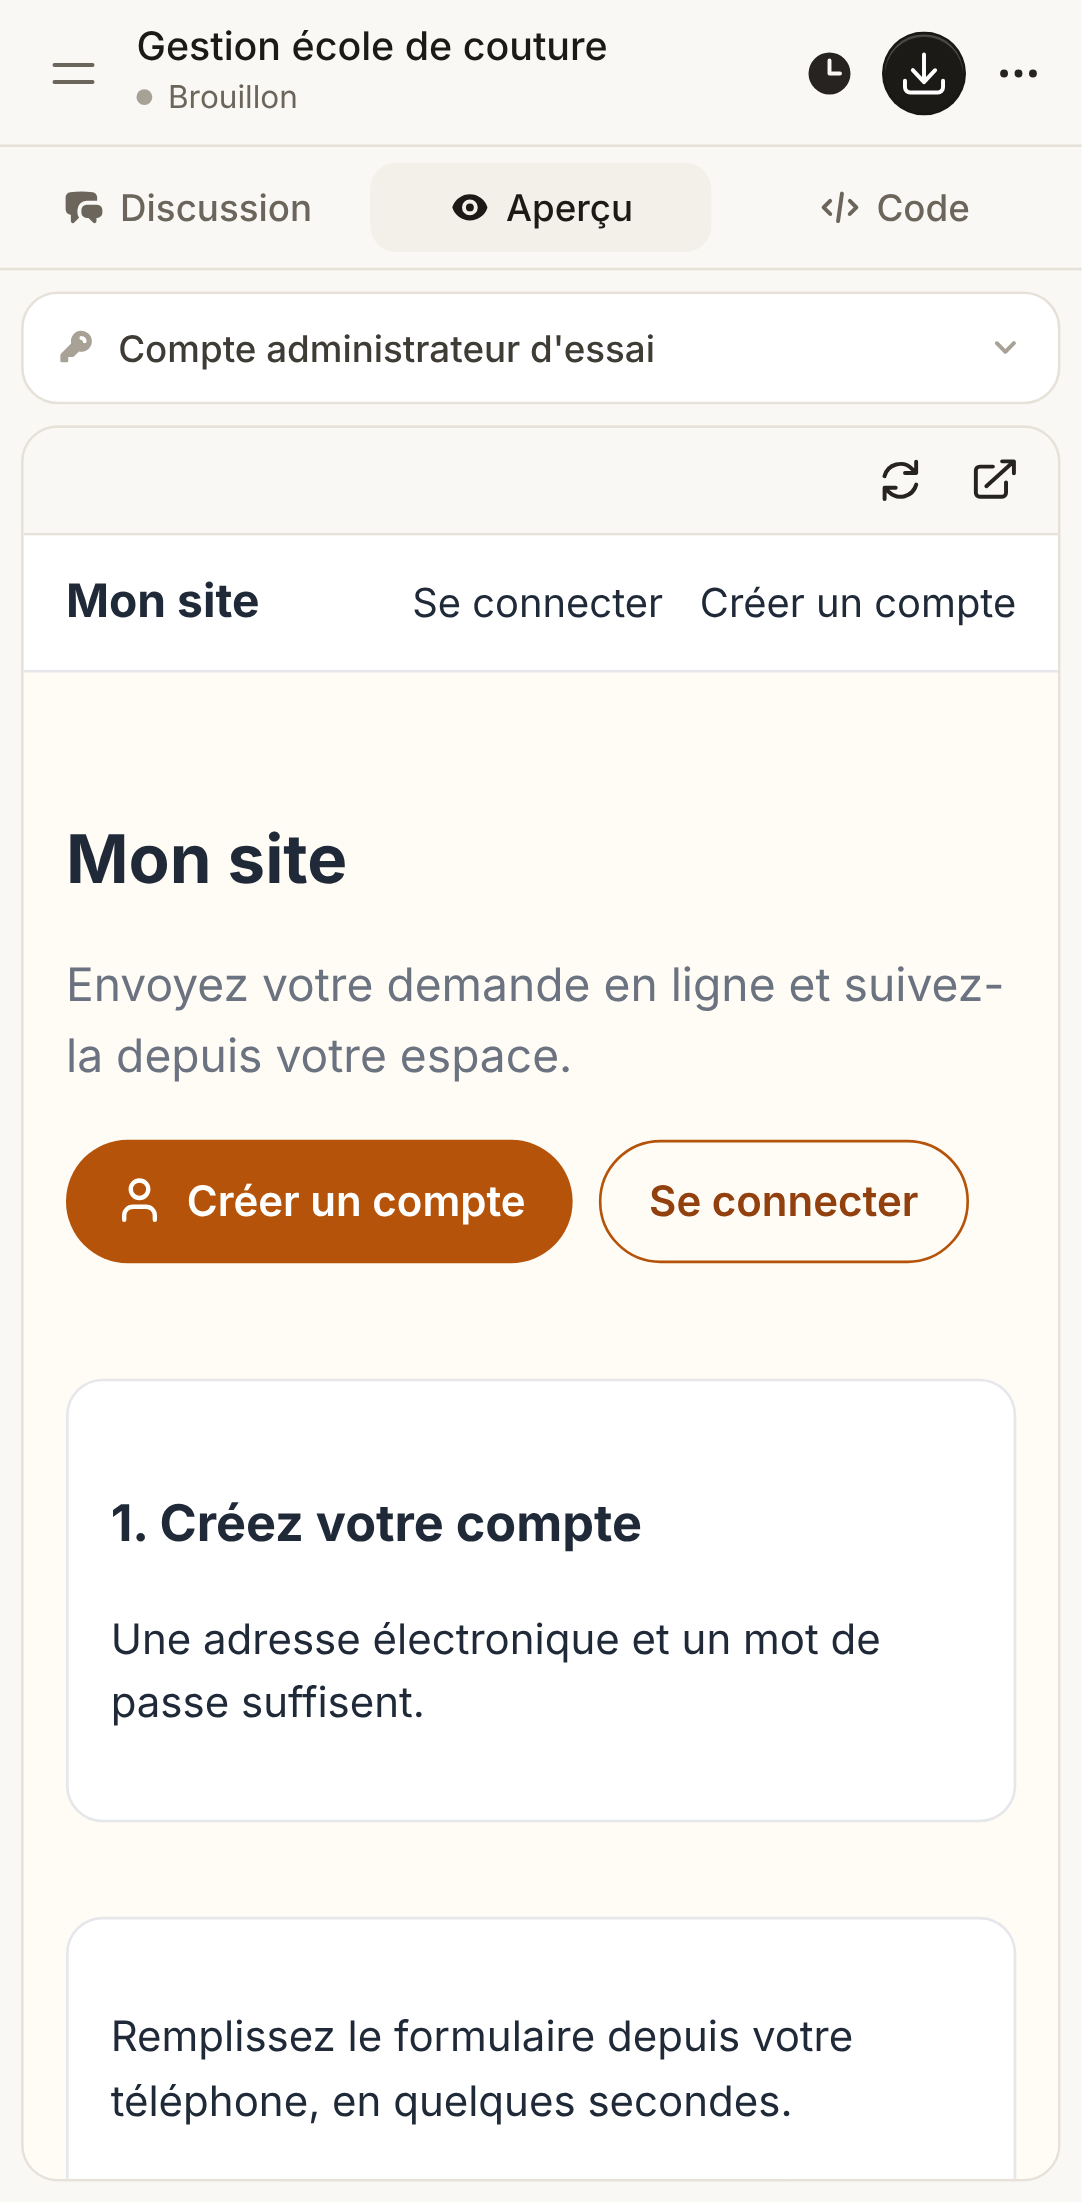 Gestion école de couture
Brouillon
Discussion
Aperçu
Code
Compte administrateur d'essai
Mon site
Se connecter
Créer un compte
Mon site
Envoyez votre demande en ligne et suivez-
la depuis votre espace.
Créer un compte
Se connecter
1. Créez votre compte
Une adresse électronique et un mot de
passe suffisent.
Remplissez le formulaire depuis votre
téléphone, en quelques secondes.